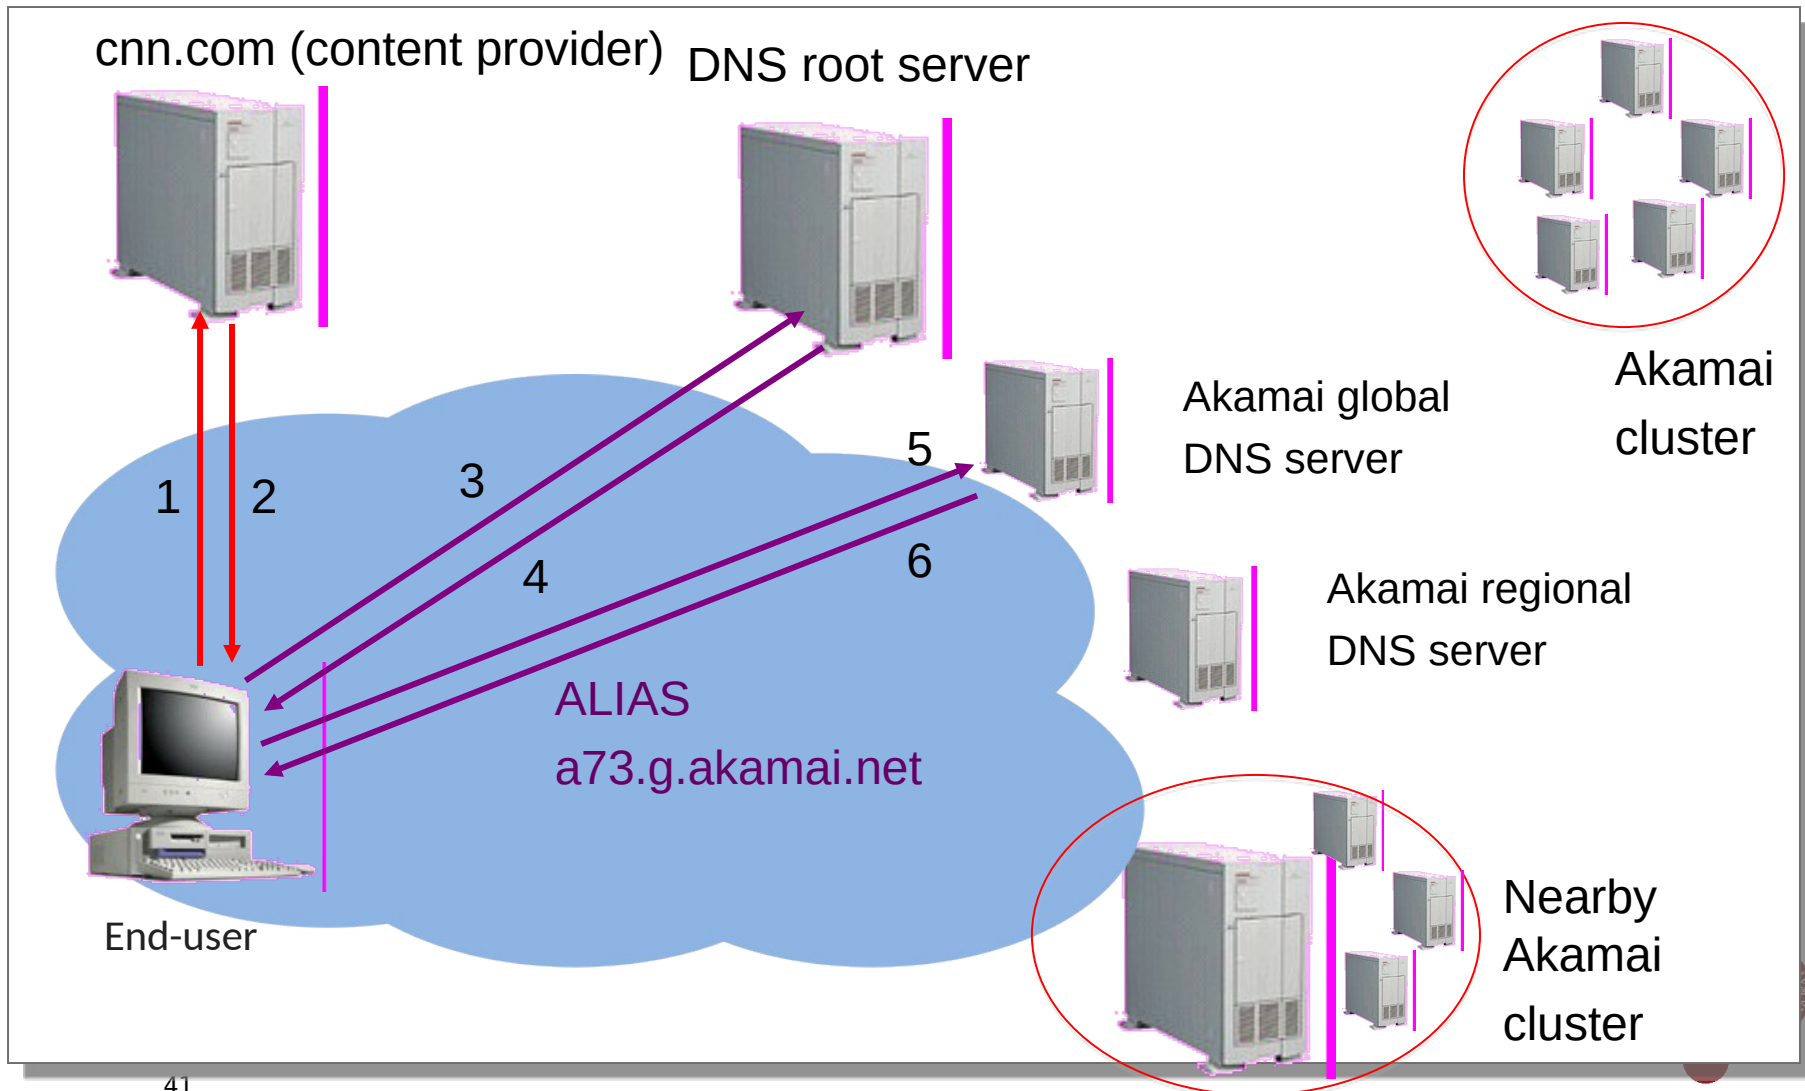 cnn.com (content provider)
DNS root server
Akamai
cluster
Akamai global
DNS server
1
2
3
4
5
6
Akamai regional
DNS server
ALIAS
a73.g.akamai.net
End-user
Nearby
Akamai
cluster
41